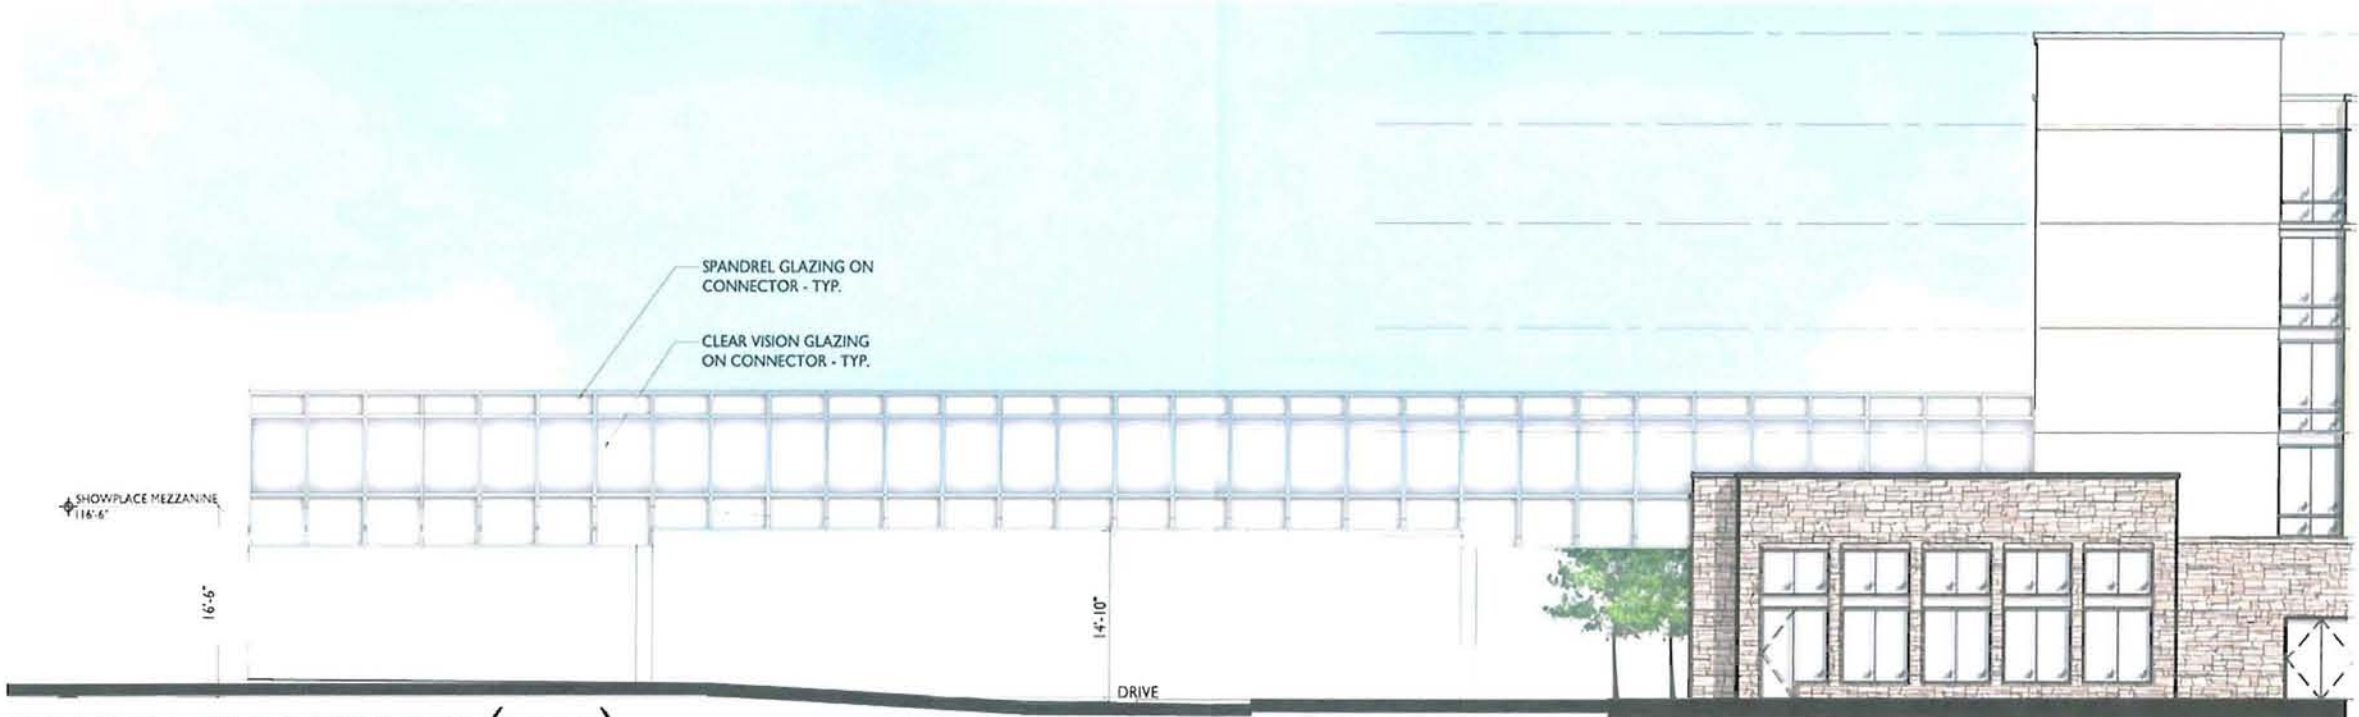 SPANDREL GLAZING ON
CONNECTOR - TYP.
CLEAR VISION GLAZING
ON CONNECTOR - TYP.
SHOWPLACE MEZZANINE
116'-6"
16'-6"
14'-10"
DRIVE